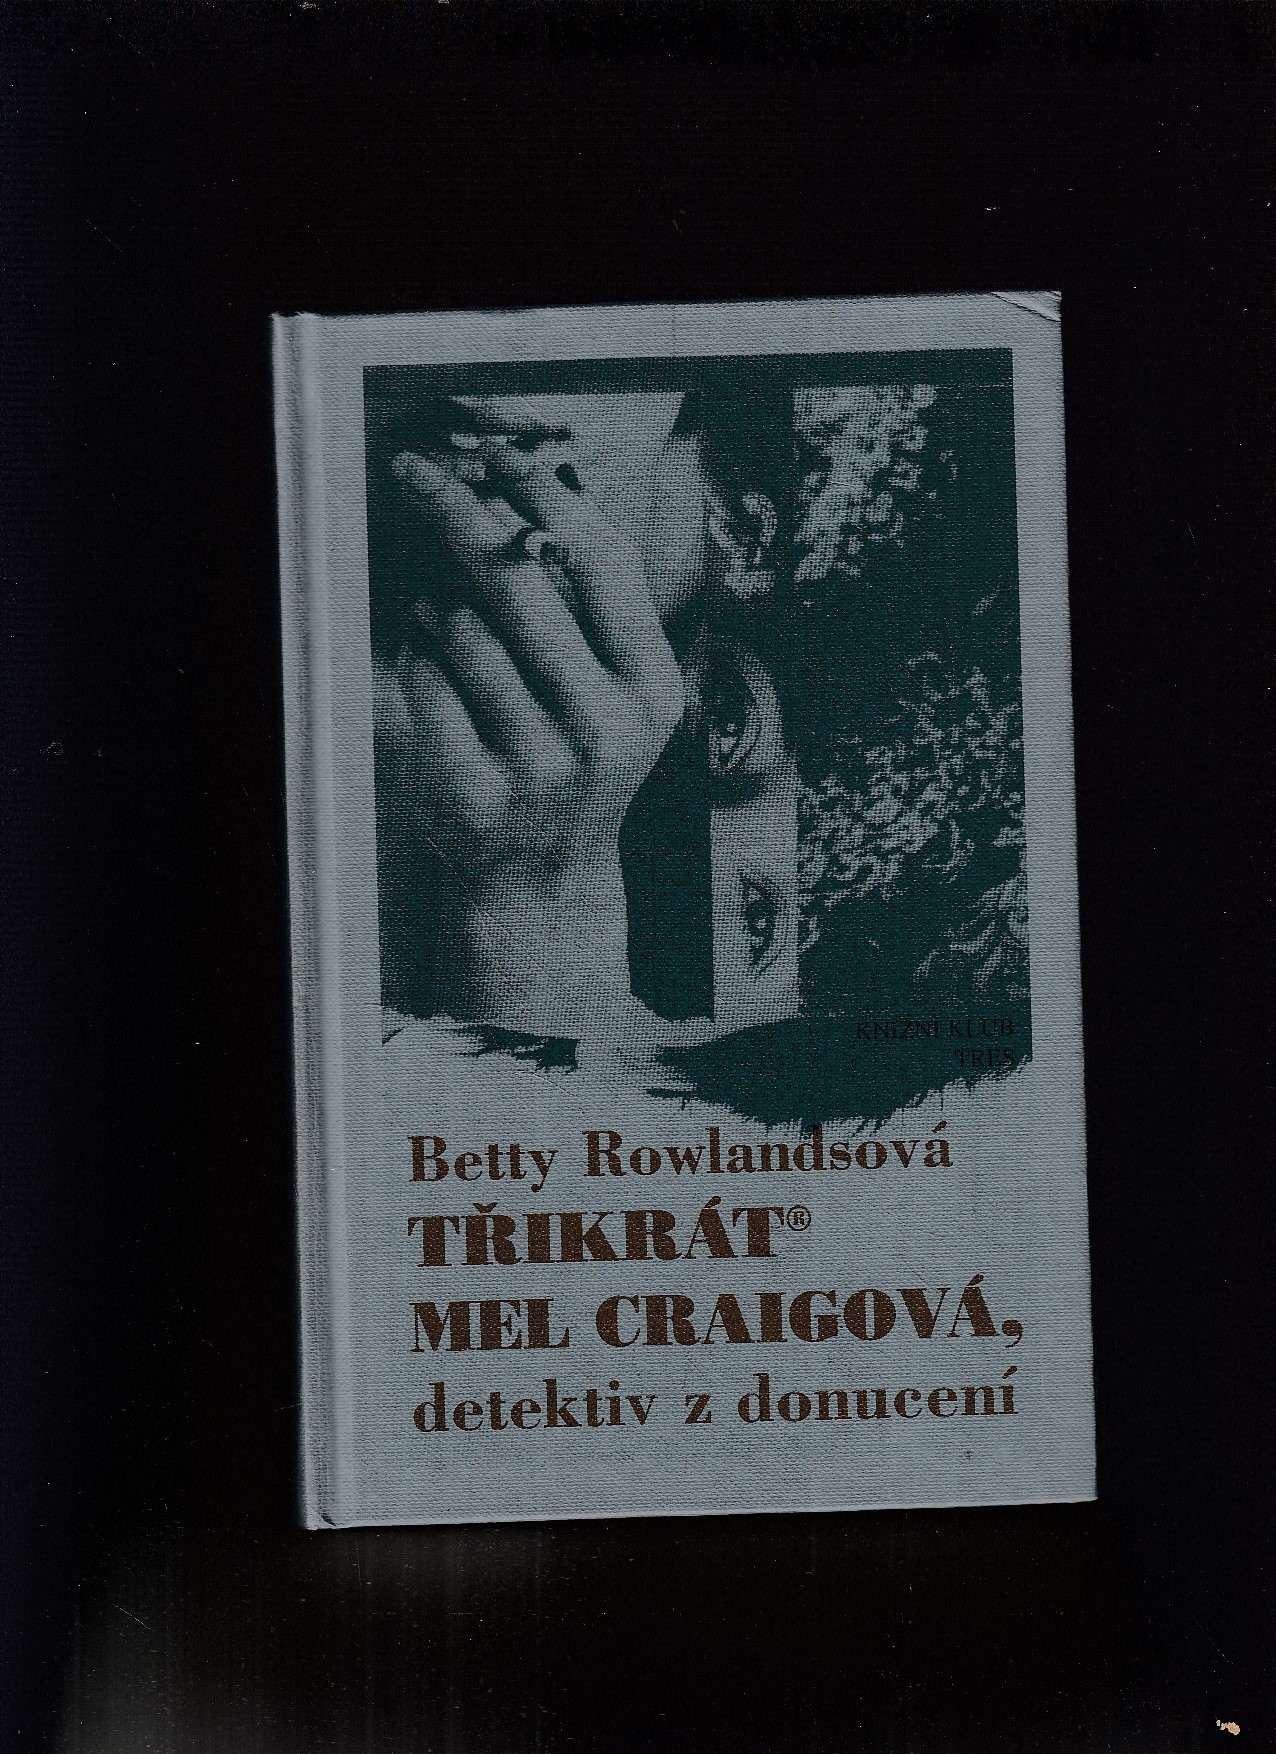 KNIŽNÍ KLUB
TRES
Betty Rowlandsová
TŘIKRÁT®
MEL CRAIGOVÁ,
detektiv z donucení